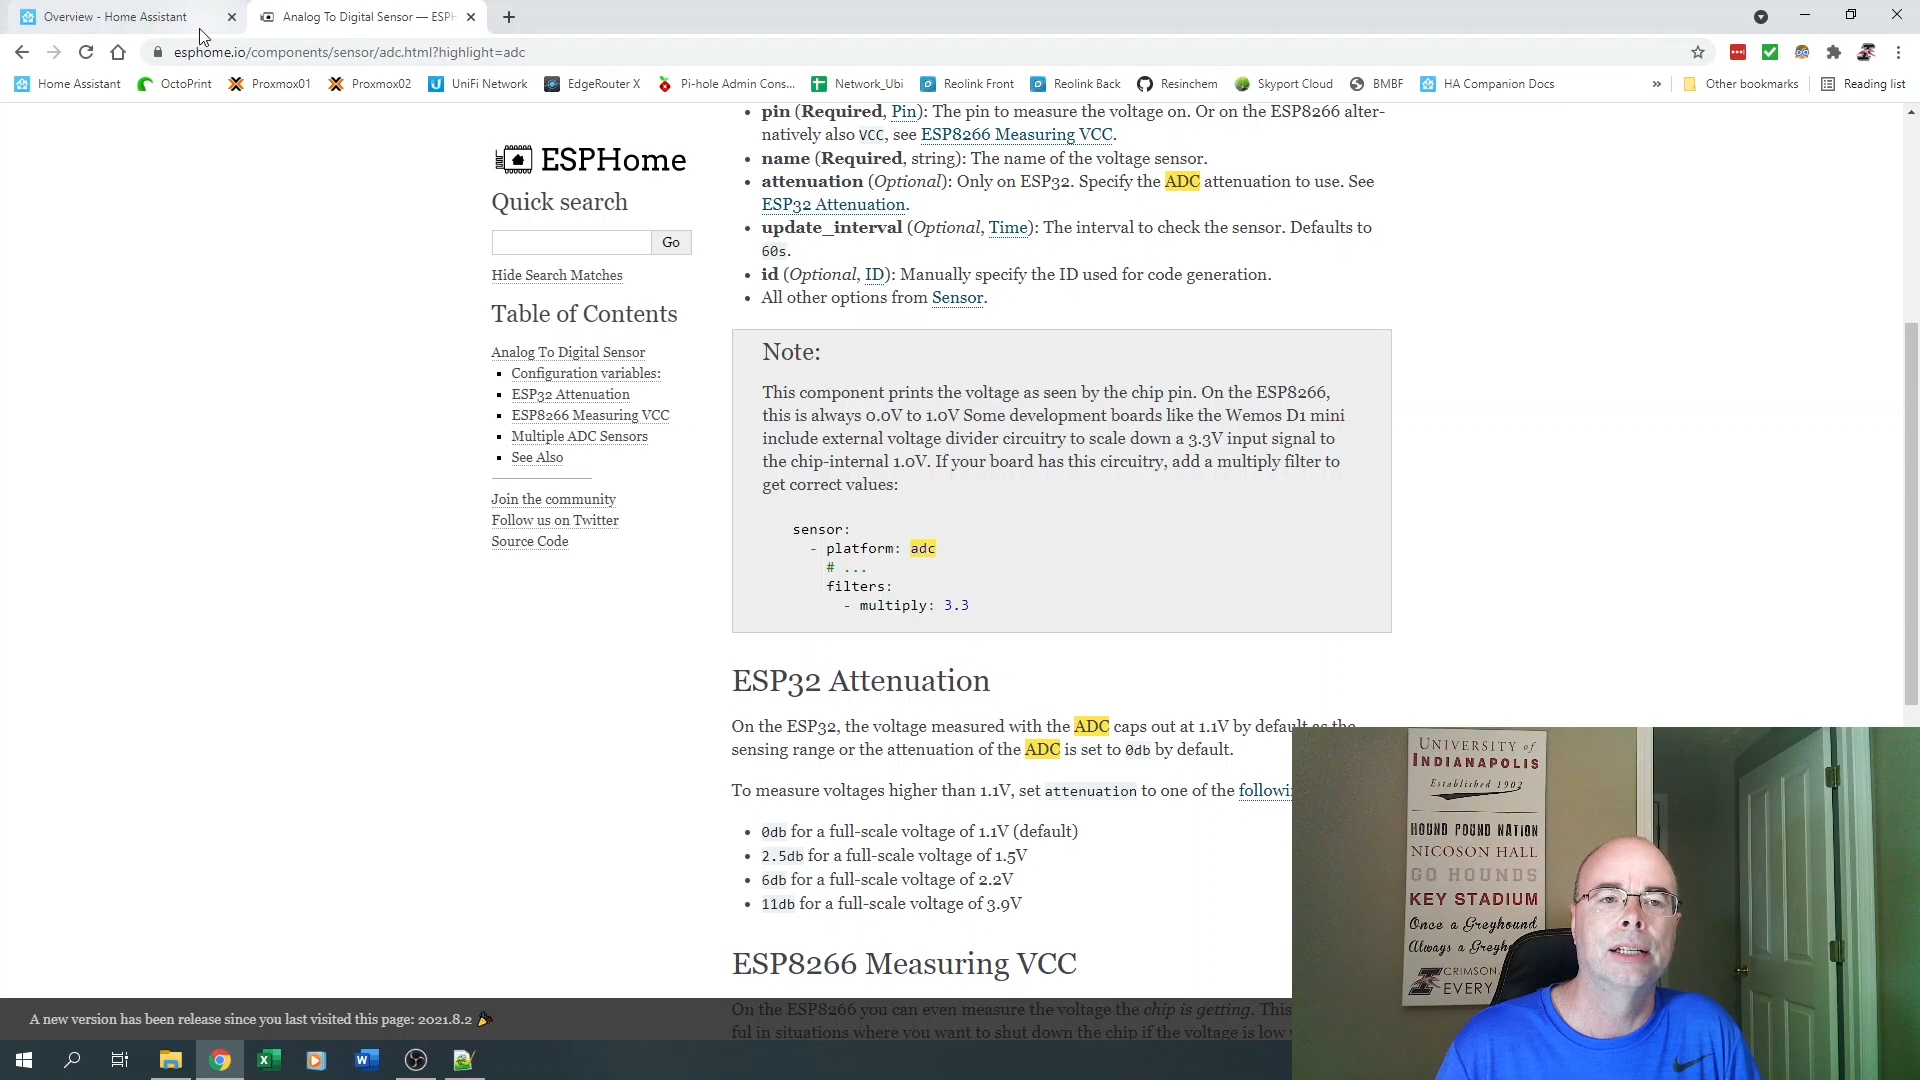 Overview - Home Assistant
Analog To Digital Sensor — ESPH
esphome.io/components/sensor/adc.html?highlight=adc
Home Assistant
OctoPrint
Proxmox01
Proxmox02
UniFi Network
EdgeRouter X
Pi-hole Admin Cons...
Network_Ubi
Reolink Front
Reolink Back
Resinchem
Skyport Cloud
BMBF
HA Companion Docs
»
Other bookmarks
Reading list
ESPHome
Quick search
Go
Hide Search Matches
Table of Contents
Analog To Digital Sensor
Configuration variables:
ESP32 Attenuation
ESP8266 Measuring VCC
Multiple ADC Sensors
See Also
Join the community
Follow us on Twitter
Source Code
pin (Required, Pin): The pin to measure the voltage on. Or on the ESP8266 alter-
natively also VCC, see ESP8266 Measuring VCC.
name (Required, string): The name of the voltage sensor.
attenuation (Optional): Only on ESP32. Specify the ADC attenuation to use. See
ESP32 Attenuation.
update_interval (Optional, Time): The interval to check the sensor. Defaults to
60s.
id (Optional, ID): Manually specify the ID used for code generation.
All other options from Sensor.
Note:
This component prints the voltage as seen by the chip pin. On the ESP8266,
this is always 0.0V to 1.0V Some development boards like the Wemos D1 mini
include external voltage divider circuitry to scale down a 3.3V input signal to
the chip-internal 1.0V. If your board has this circuitry, add a multiply filter to
get correct values:
sensor:
- platform: adc
# ...
filters:
- multiply: 3.3
ESP32 Attenuation
On the ESP32, the voltage measured with the ADC caps out at 1.1V by default as the
sensing range or the attenuation of the ADC is set to 0db by default.
To measure voltages higher than 1.1V, set attenuation to one of the followi
0db for a full-scale voltage of 1.1V (default)
2.5db for a full-scale voltage of 1.5V
6db for a full-scale voltage of 2.2V
11db for a full-scale voltage of 3.9V
ESP8266 Measuring VCC
On the ESP8266 you can even measure the voltage the chip is getting. This
ful in situations where you want to shut down the chip if the voltage is low
A new version has been release since you last visited this page: 2021.8.2
UNIVERSITY of
INDIANAPOLIS
Established 1902
HOUND POUND NATION
NICOSON HALL
GO HOUNDS
KEY STADIUM
Once a Greyhound
Always a Greyh
CRIMSON
EVERY